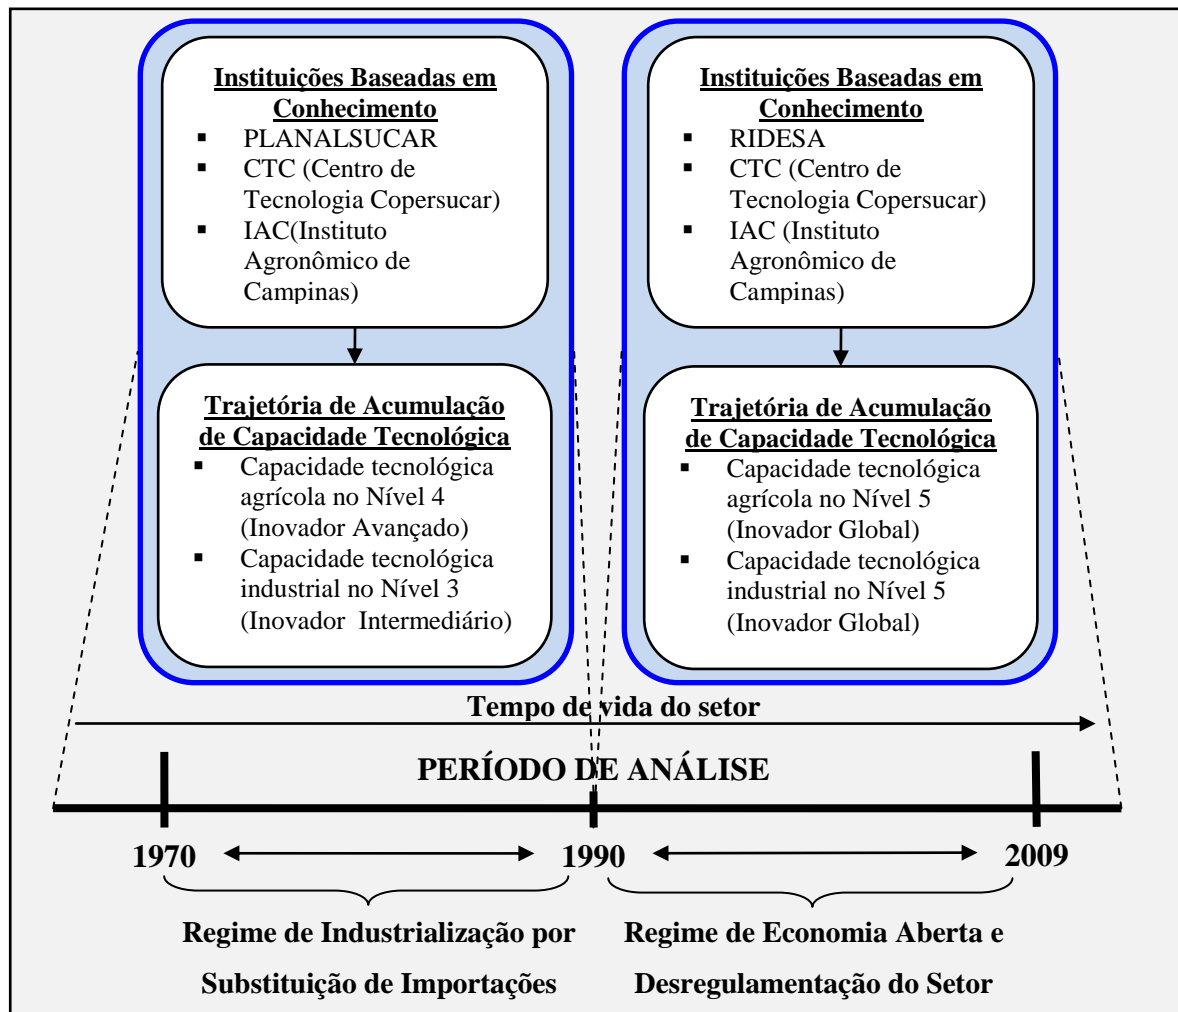 Instituições Baseadas em
Conhecimento
▪ PLANALSUCAR
▪ CTC (Centro de
Tecnologia Copersucar)
▪ IAC(Instituto
Agronômico de
Campinas)
Trajetória de Acumulação
de Capacidade Tecnológica
▪ Capacidade tecnológica
agrícola no Nível 4
(Inovador Avançado)
▪ Capacidade tecnológica
industrial no Nível 3
(Inovador Intermediário)
Instituições Baseadas em
Conhecimento
▪ RIDESA
▪ CTC (Centro de
Tecnologia Copersucar)
▪ IAC (Instituto
Agronômico de
Campinas)
Trajetória de Acumulação
de Capacidade Tecnológica
▪ Capacidade tecnológica
agrícola no Nível 5
(Inovador Global)
▪ Capacidade tecnológica
industrial no Nível 5
(Inovador Global)
Tempo de vida do setor
PERÍODO DE ANÁLISE
1970 1990 2009
Regime de Industrialização por
Substituição de Importações
Regime de Economia Aberta e
Desregulamentação do Setor